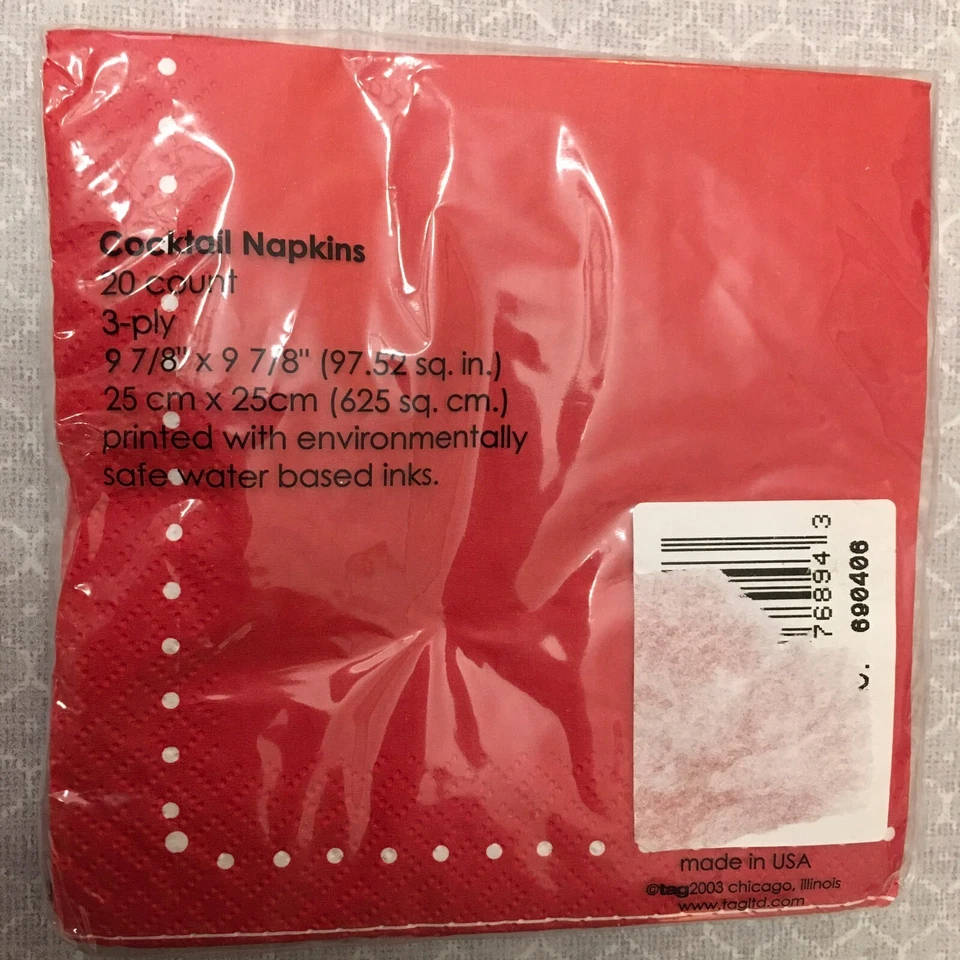 Cocktail Napkins
20 count
3-ply
9 7/8" x 9 7/8" (97.52 sq. in.)
25 cm x 25cm (625 sq. cm.)
printed with environmentally
safe water based inks.
76894 3
690406
made in USA
©tag2003 chicago, illinois
www.tagltd.com